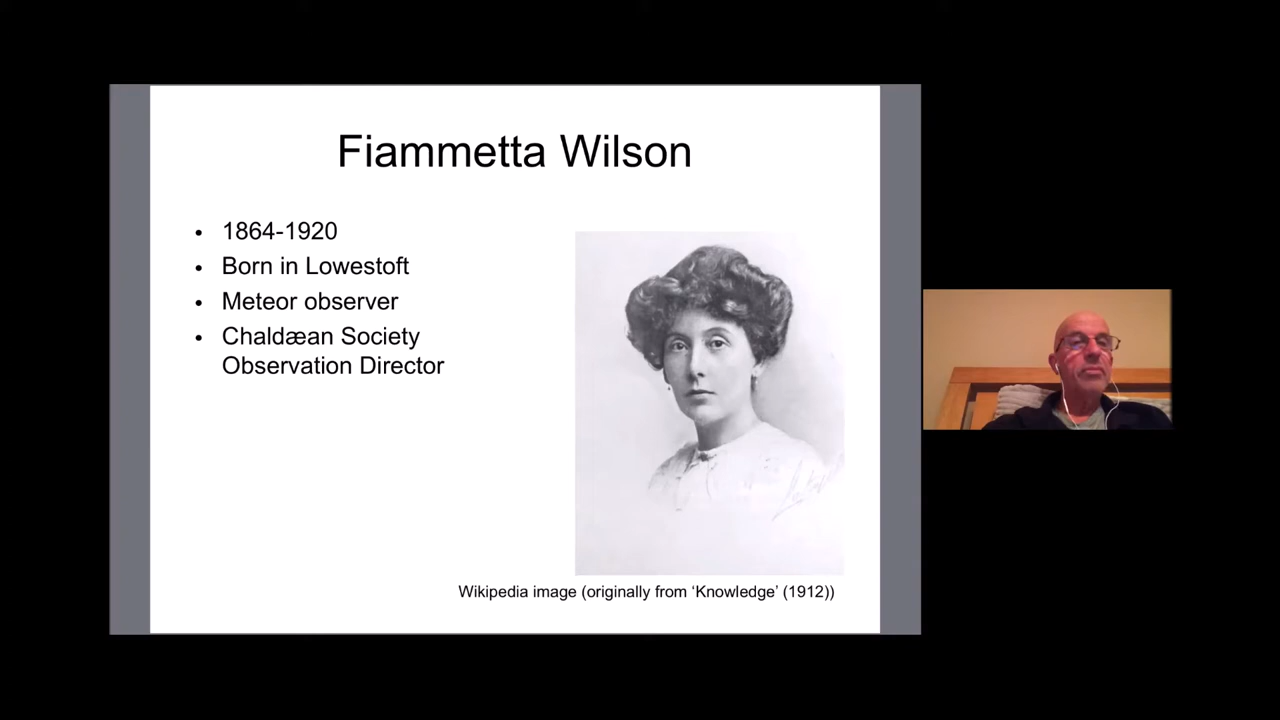 Fiammetta Wilson
• 1864-1920
• Born in Lowestoft
• Meteor observer
• Chaldæan Society
Observation Director
Wikipedia image (originally from ‘Knowledge’ (1912))